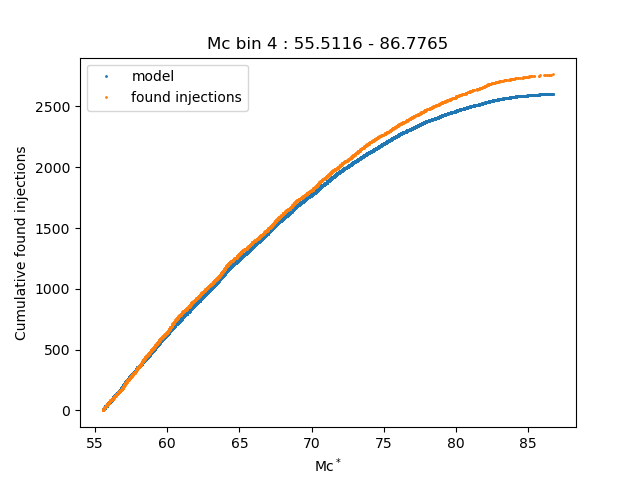 Mc bin 4 : 55.5116 - 86.7765
model
found injections
Cumulative found injections
2500
2000
1500
1000
500
0
55 60 65 70 75 80 85
Mc*